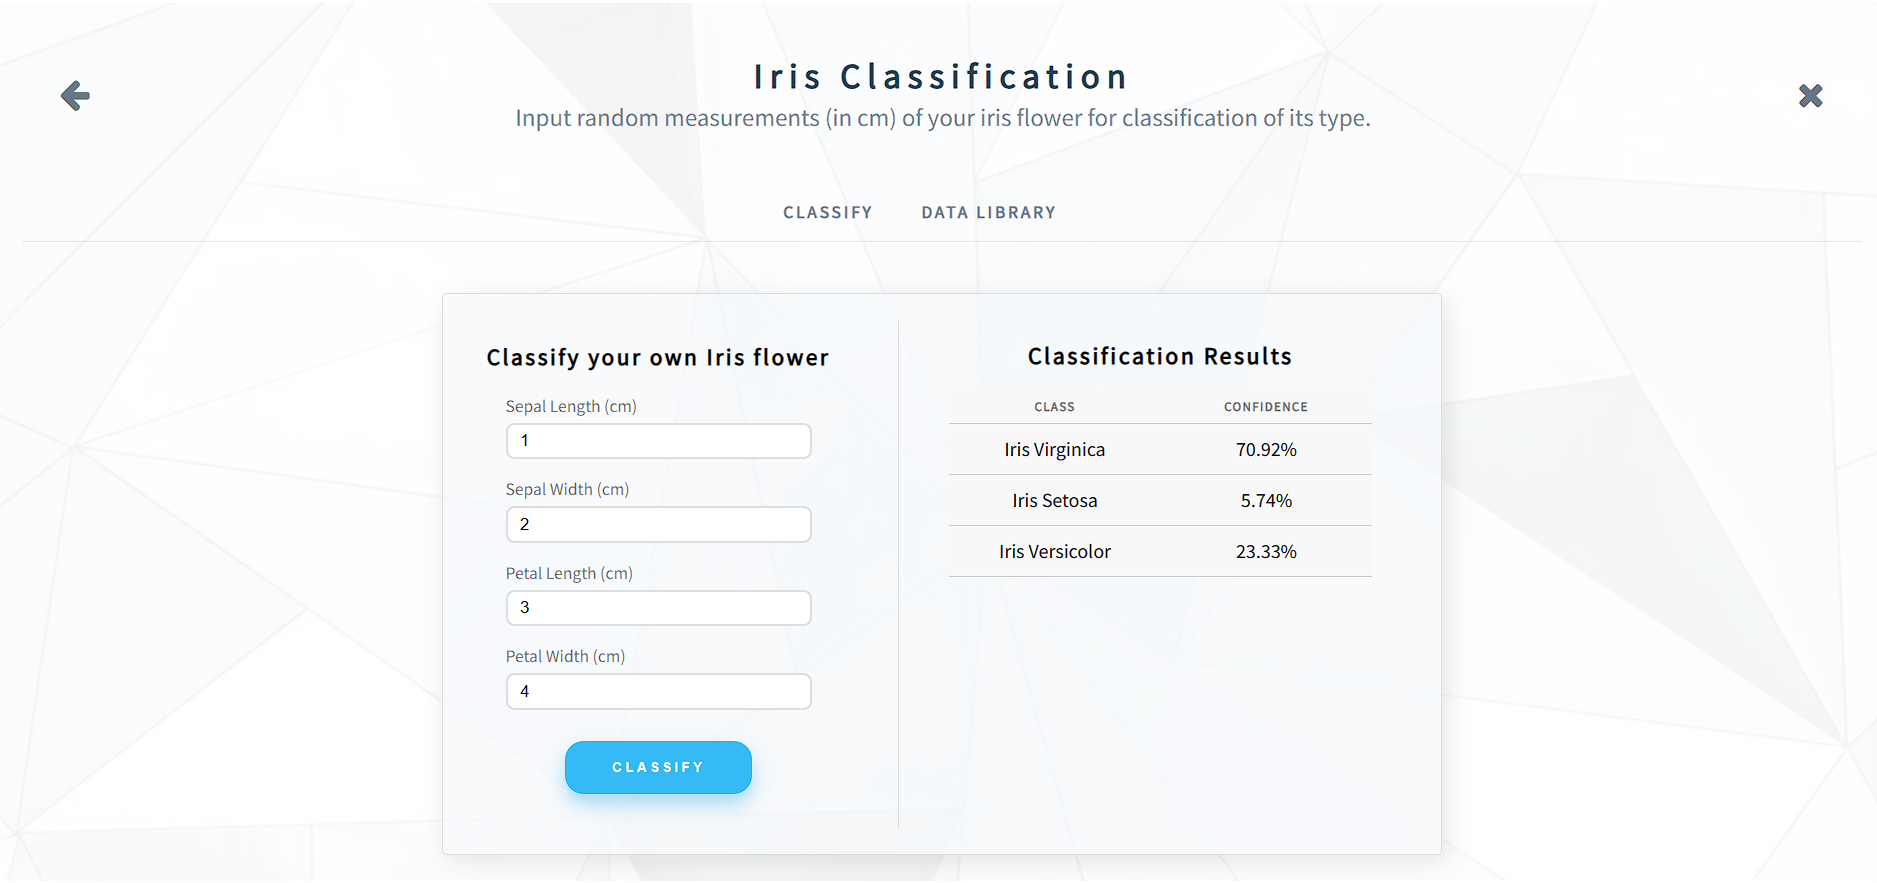 Iris Classification
Input random measurements (in cm) of your iris flower for classification of its type.
CLASSIFY DATA LIBRARY
Classify your own Iris flower
Sepal Length (cm)
1
Sepal Width (cm)
2
Petal Length (cm)
3
Petal Width (cm)
4
CLASSIFY
Classification Results
CLASS CONFIDENCE
Iris Virginica 70.92%
Iris Setosa 5.74%
Iris Versicolor 23.33%